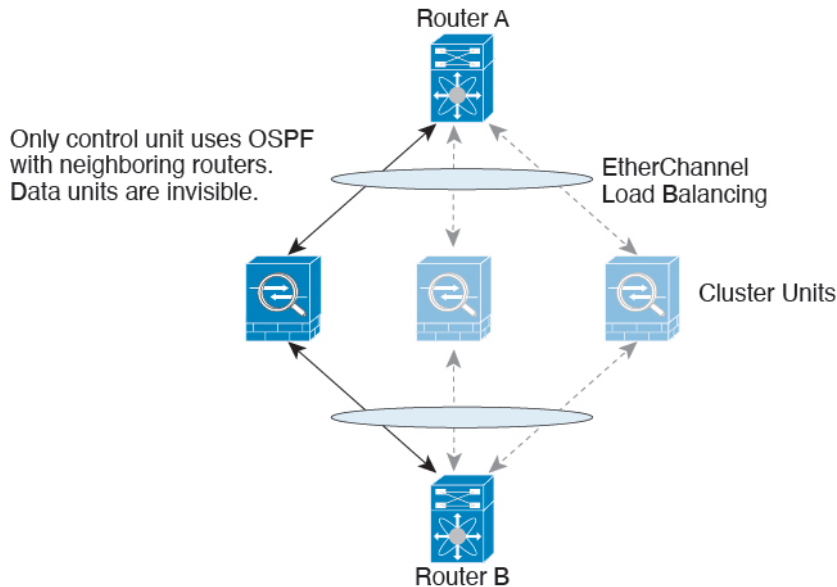 Router A
Only control unit uses OSPF
with neighboring routers.
Data units are invisible.
EtherChannel
Load Balancing
Cluster Units
Router B